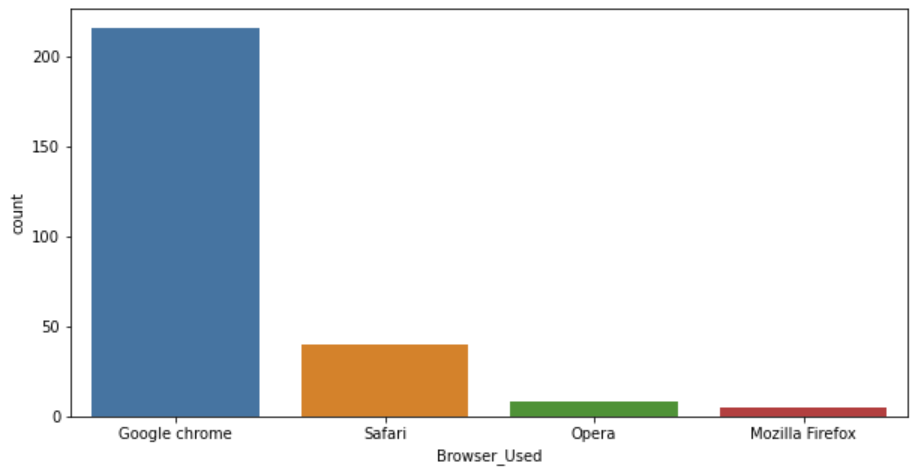 200
150
100
50
0
count
Google chrome
Safari
Opera
Mozilla Firefox
Browser_Used